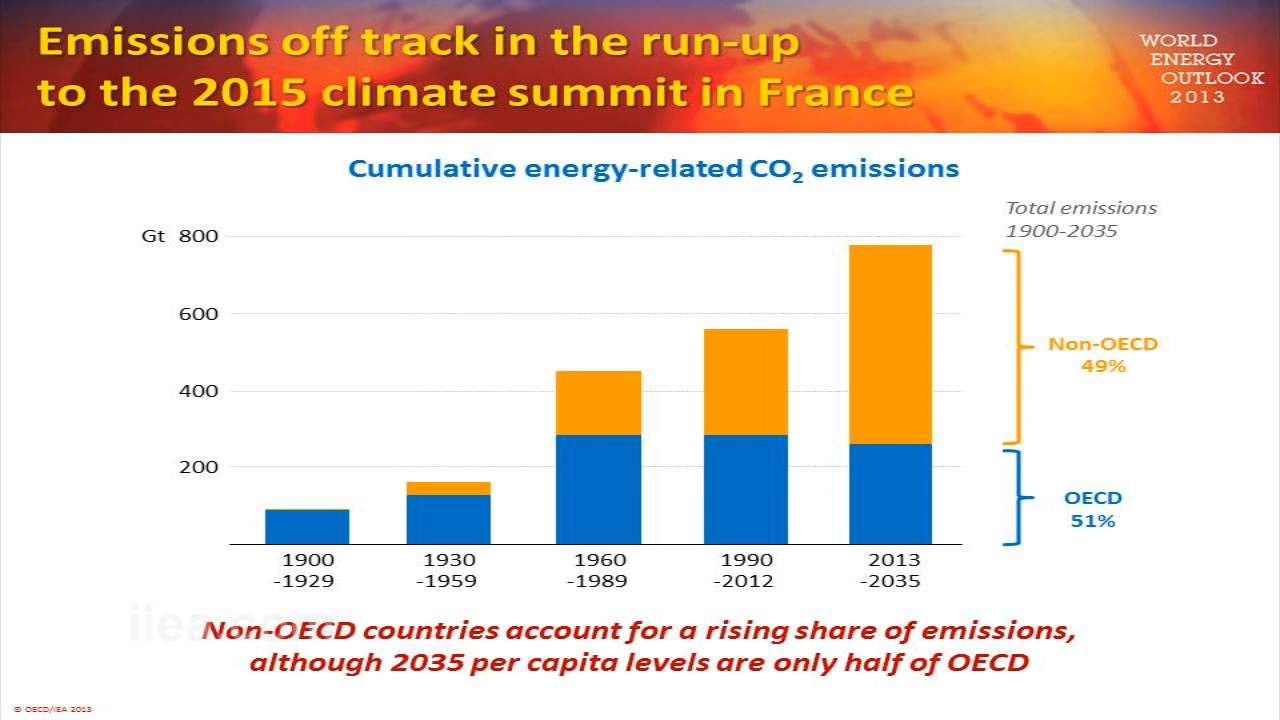 Emissions off track in the run-up
to the 2015 climate summit in France
WORLD
ENERGY
OUTLOOK
2013
Cumulative energy-related CO₂ emissions
Total emissions
1900-2035
Gt 800
600
400
200
Non-OECD
49%
OECD
51%
1900
-1929
1930
-1959
1960
-1989
1990
-2012
2013
-2035
iiea.com
Non-OECD countries account for a rising share of emissions,
although 2035 per capita levels are only half of OECD
© OECD/IEA 2013